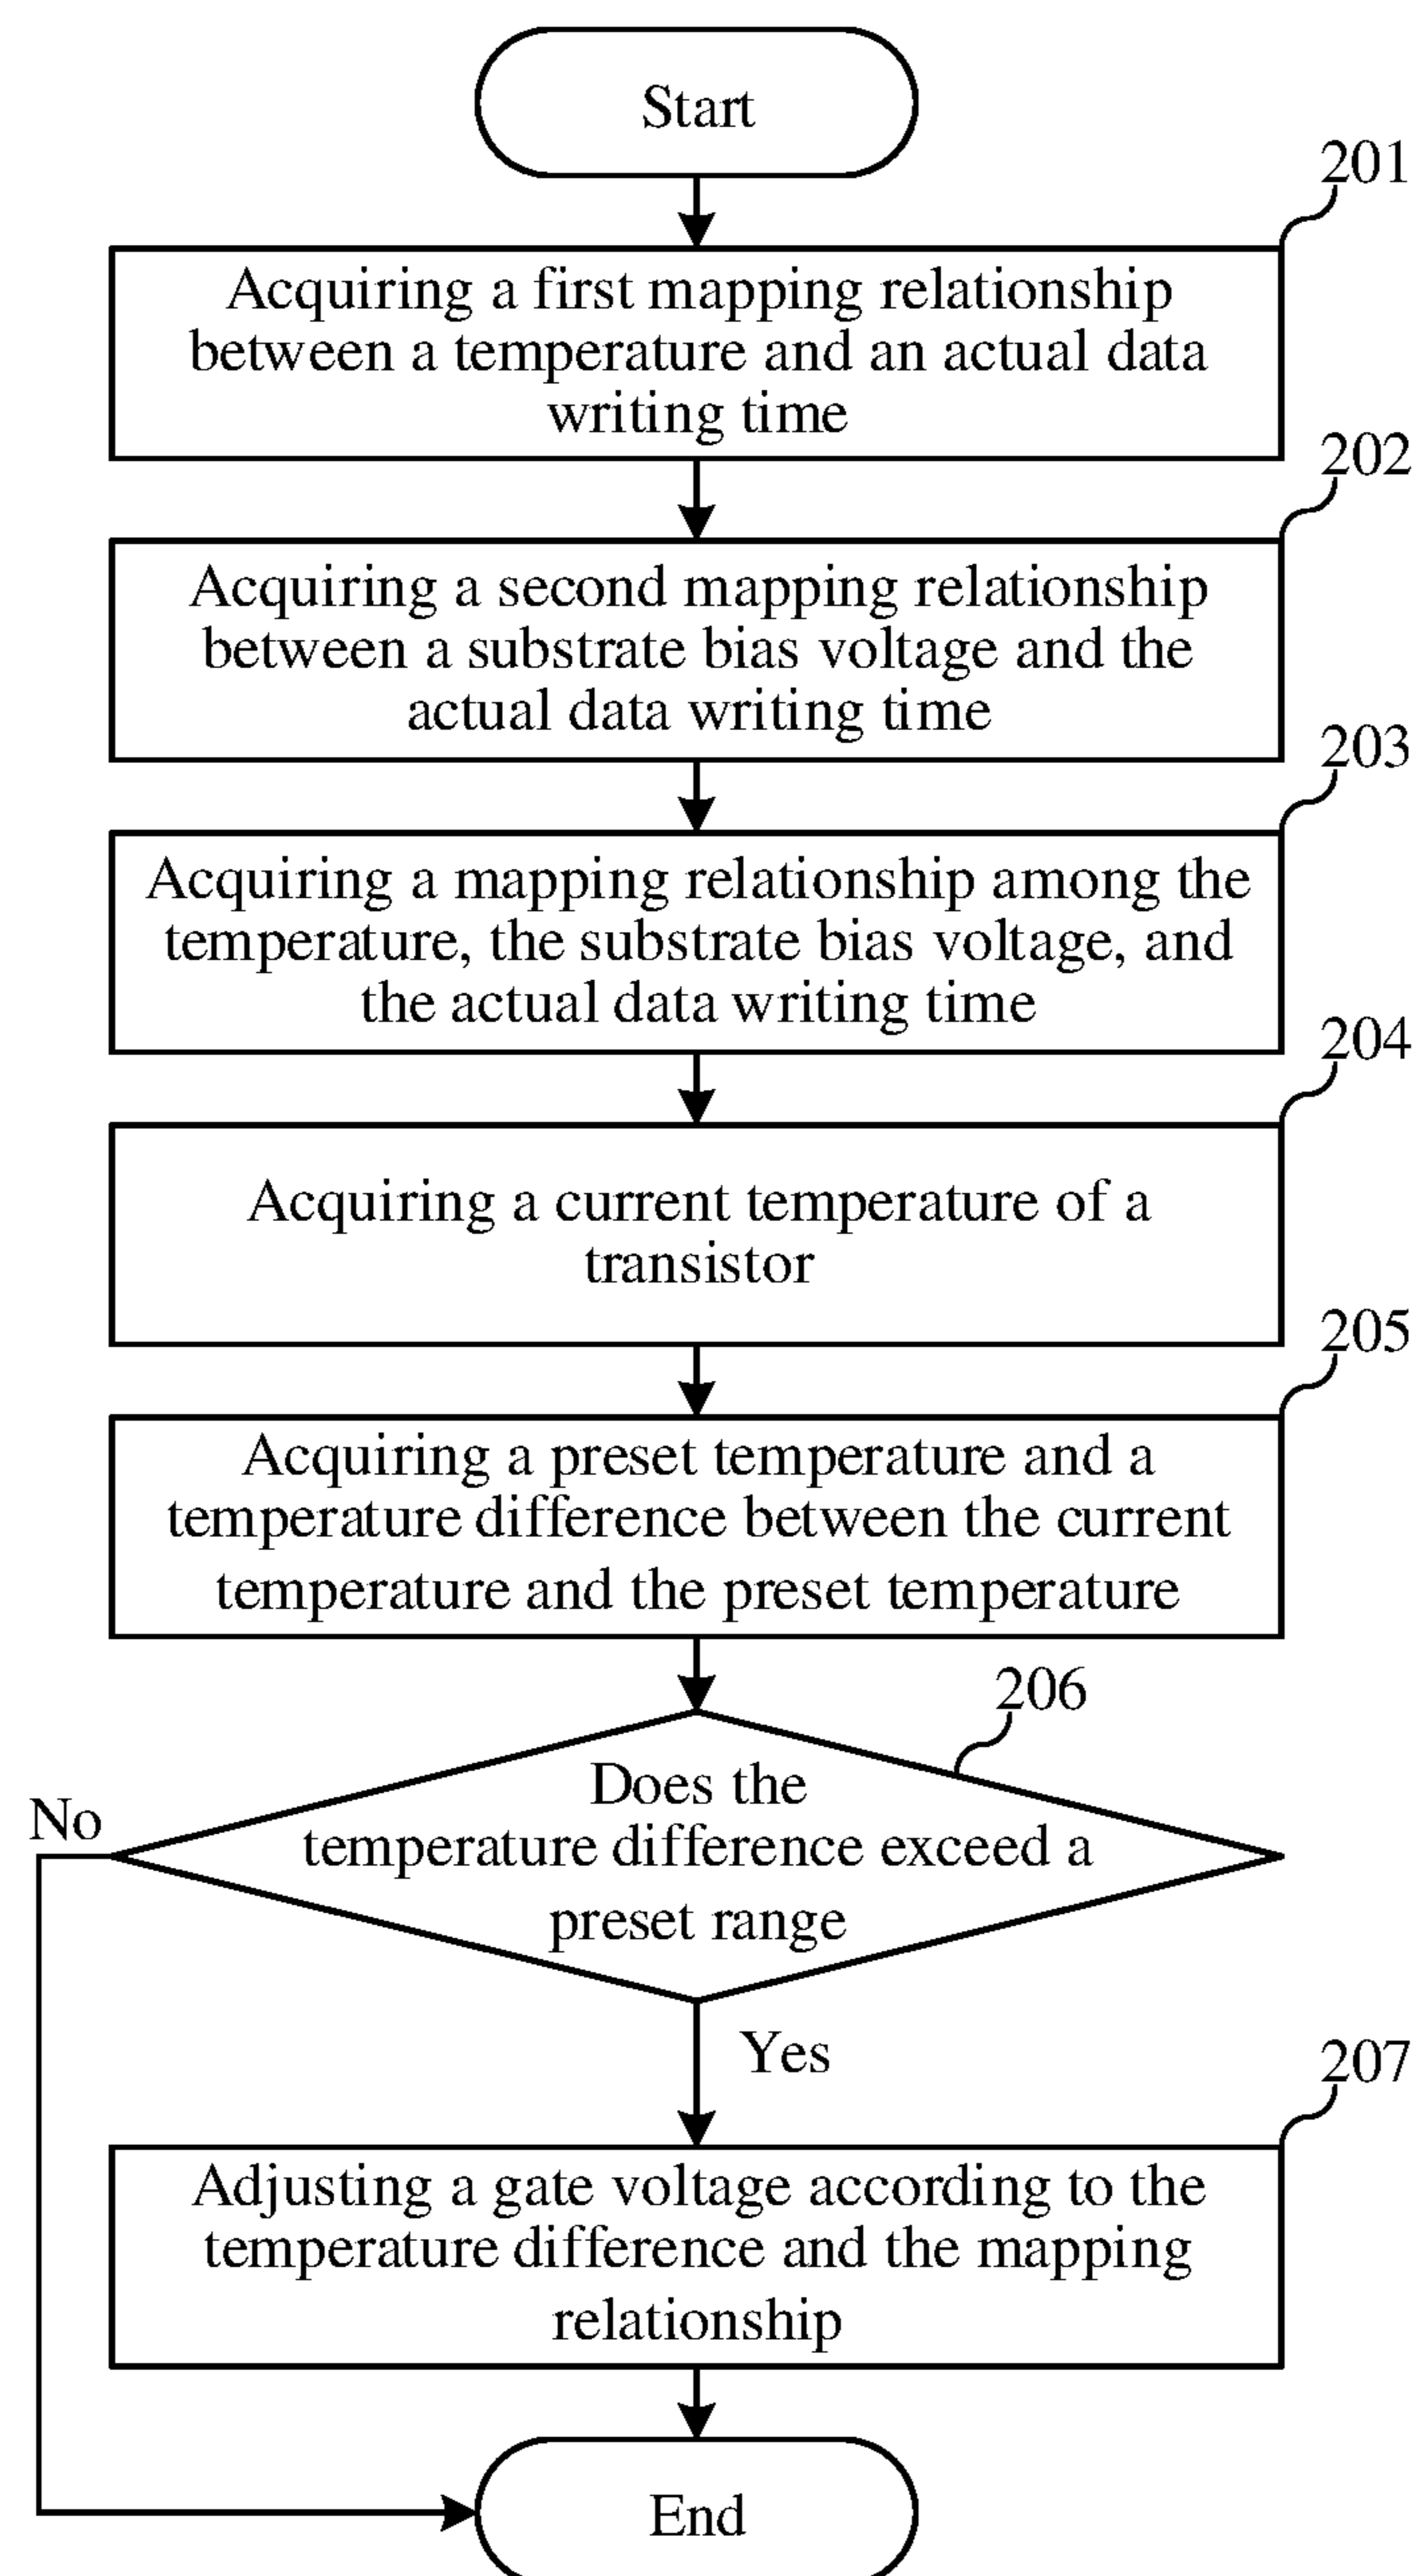 Start
201
Acquiring a first mapping relationship
between a temperature and an actual data
writing time
202
Acquiring a second mapping relationship
between a substrate bias voltage and the
actual data writing time
203
Acquiring a mapping relationship among the
temperature, the substrate bias voltage, and
the actual data writing time
204
Acquiring a current temperature of a
transistor
205
Acquiring a preset temperature and a
temperature difference between the current
temperature and the preset temperature
206
Does the
temperature difference exceed a
preset range
No
Yes
207
Adjusting a gate voltage according to the
temperature difference and the mapping
relationship
End